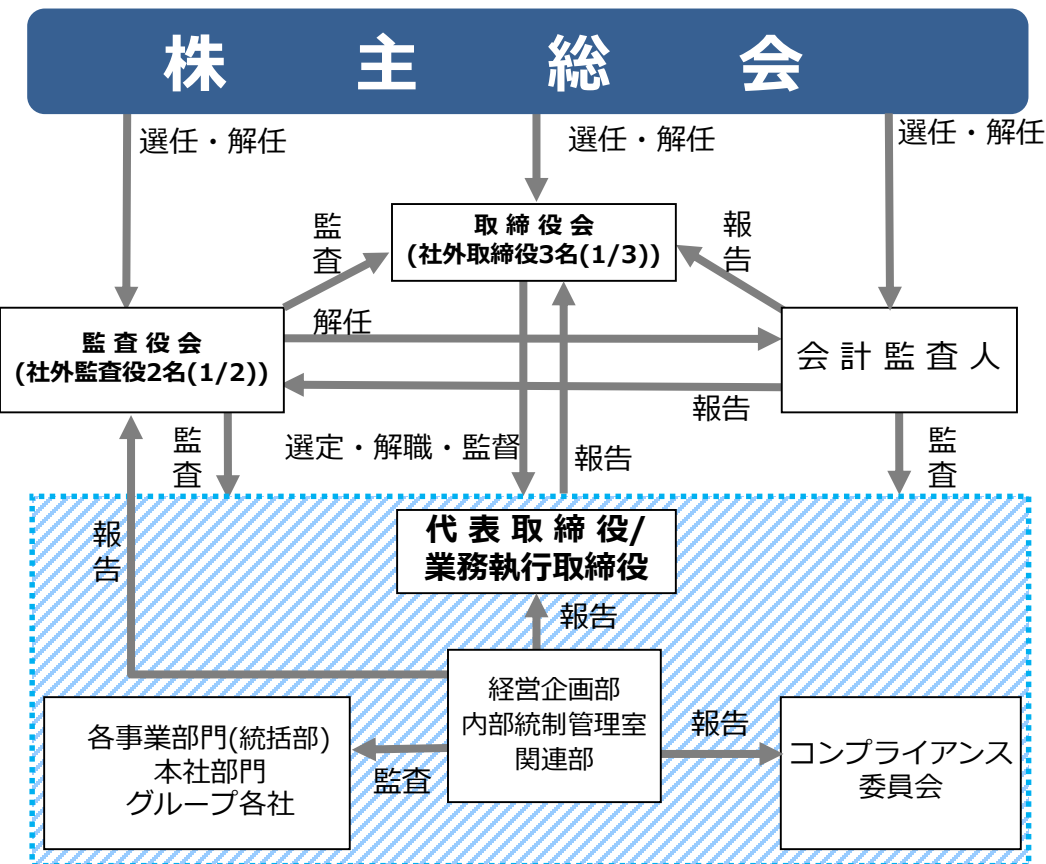 株主総会
選任・解任
選任・解任
選任・解任
取締役会
(社外取締役3名(1/3))
監査
報告
監査役会
(社外監査役2名(1/2))
解任
会計監査人
報告
監査
選定・解職・監督
報告
監査
代表取締役/
業務執行取締役
報告
報告
経営企画部
内部統制管理室
関連部
各事業部門(統括部)
本社部門
グループ各社
監査
報告
コンプライアンス
委員会